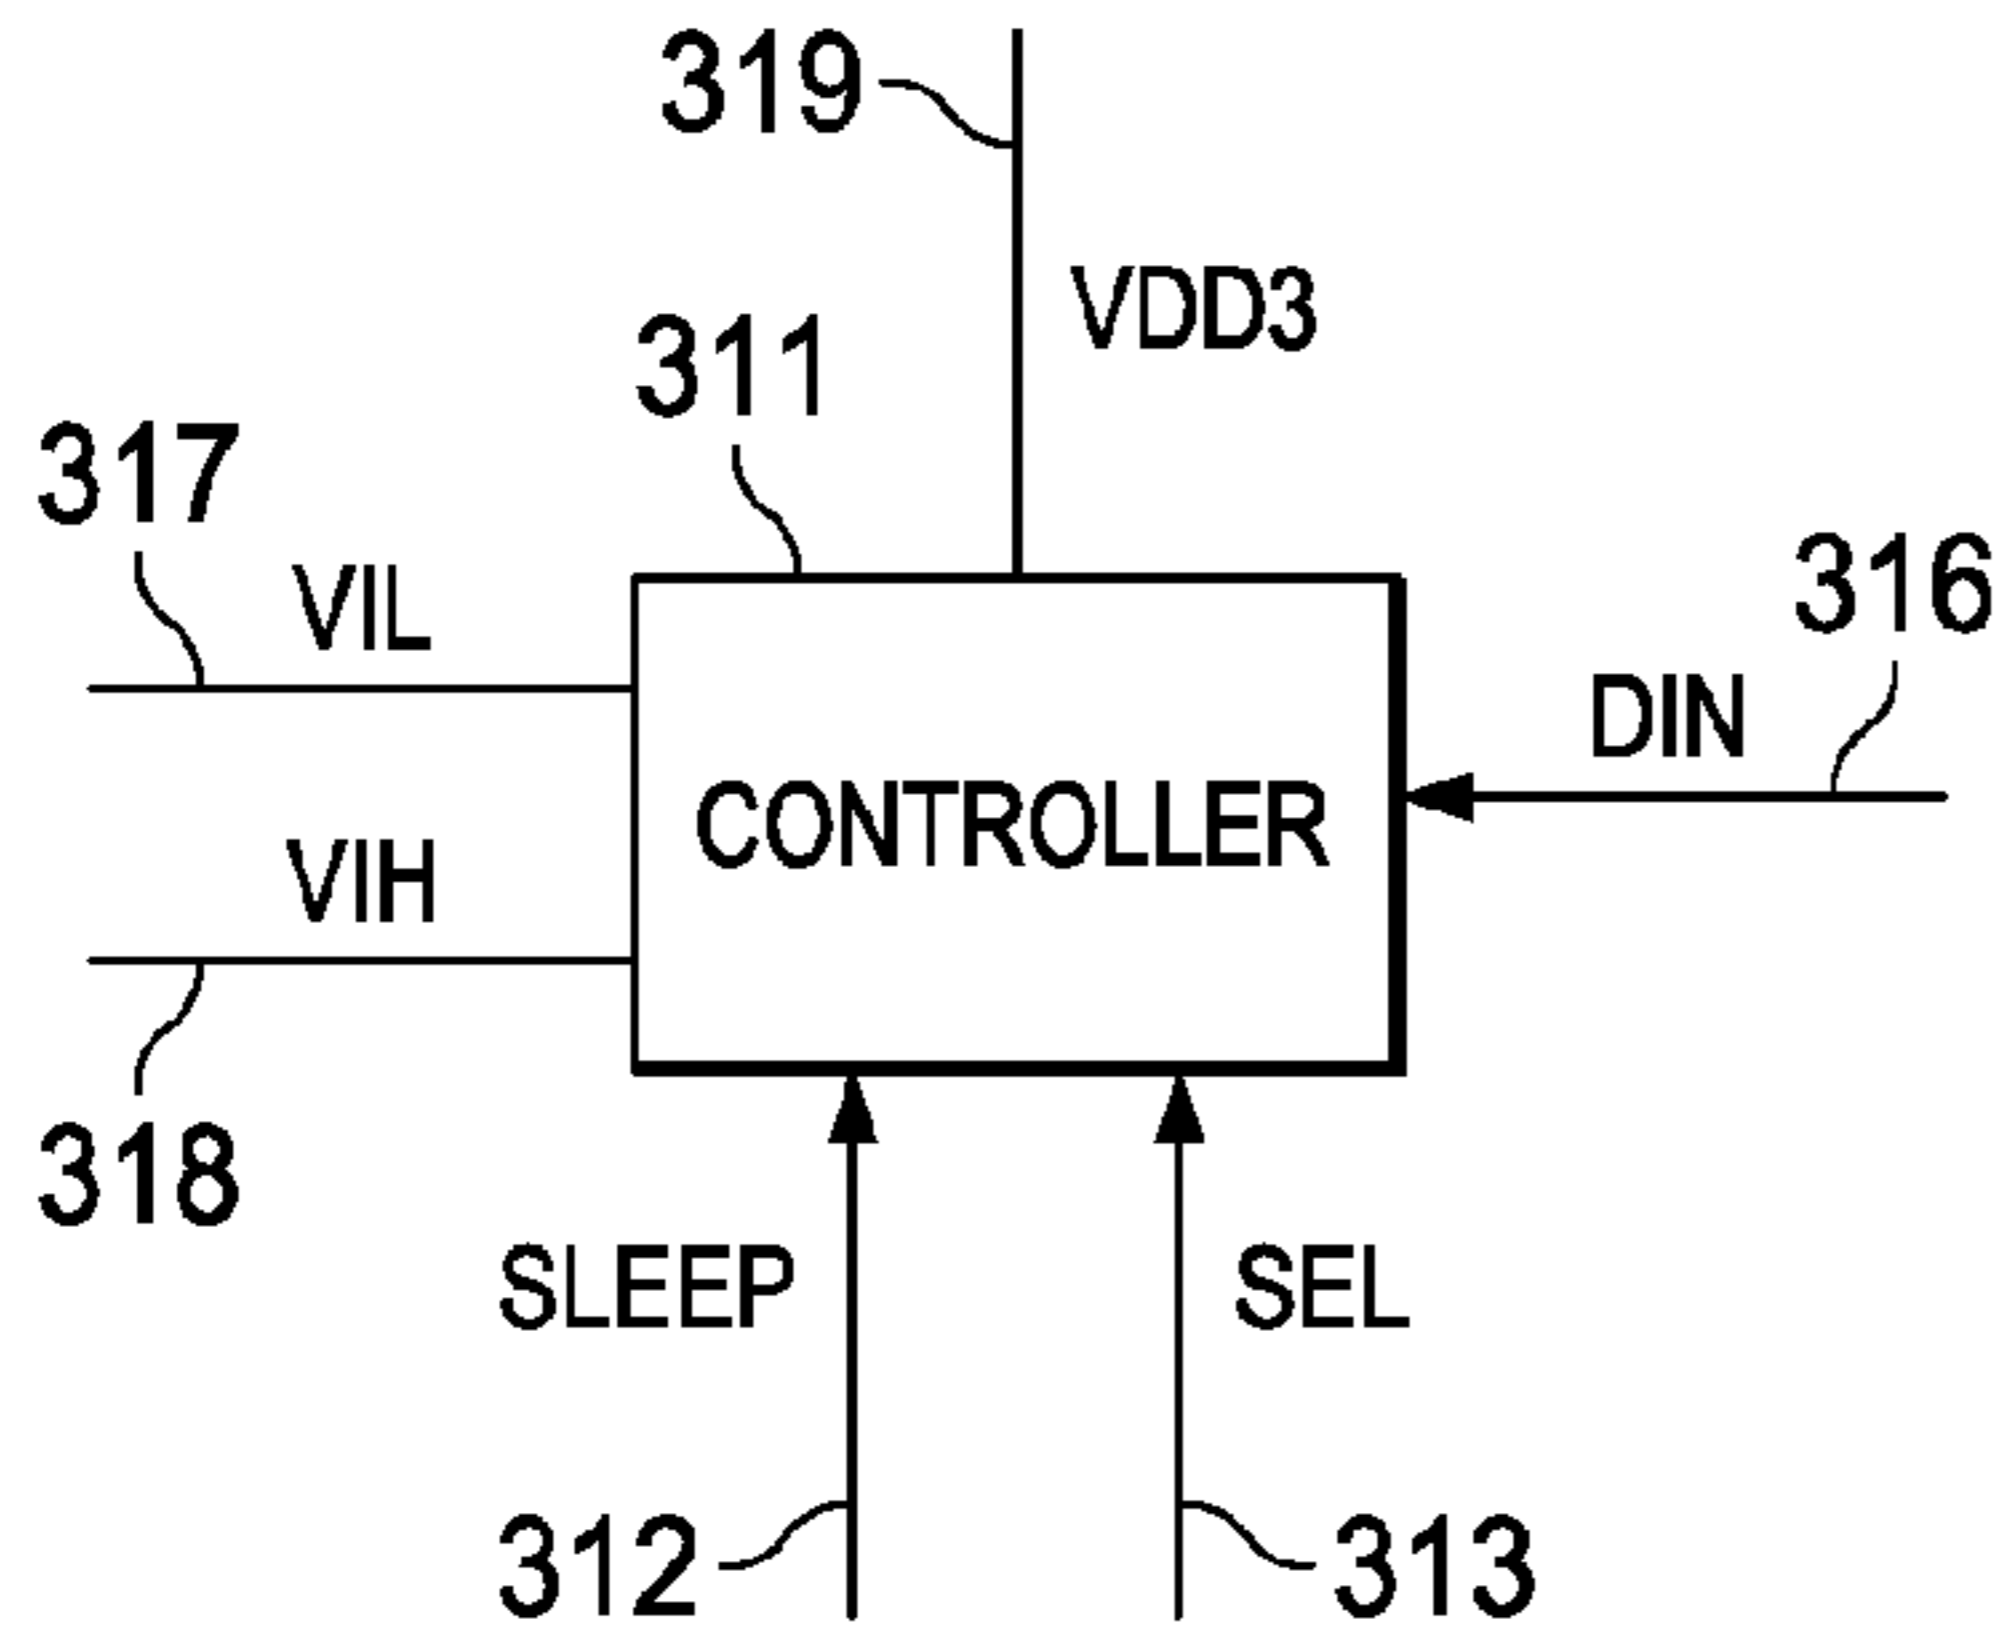 319
VDD3
311
317
VIL
316
DIN
CONTROLLER
VIH
318
SLEEP
SEL
312
313